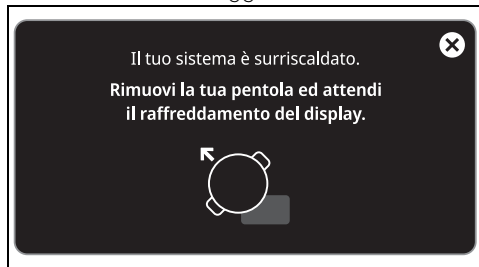 Il tuo sistema è surriscaldato.
Rimuovi la tua pentola ed attendi
il raffreddamento del display.